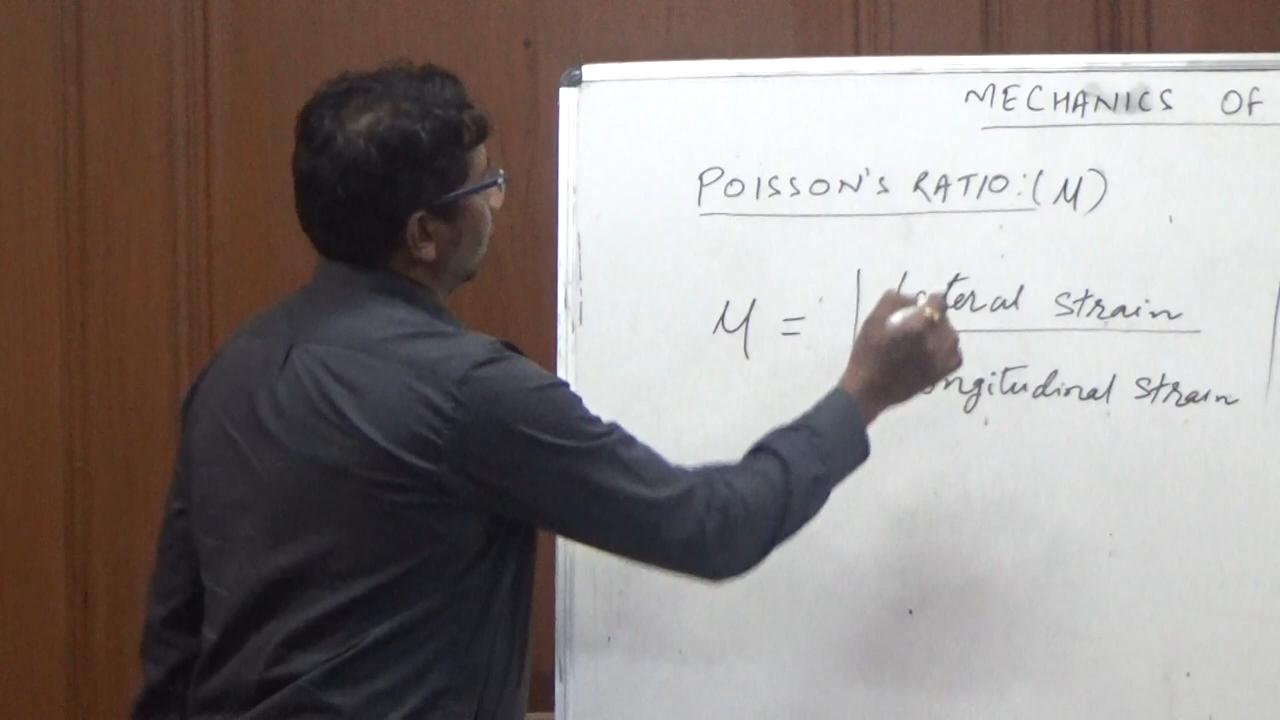 MECHANICS OF
POISSON'S RATIO:(μ)
μ = | Lateral strain |
Longitudinal strain